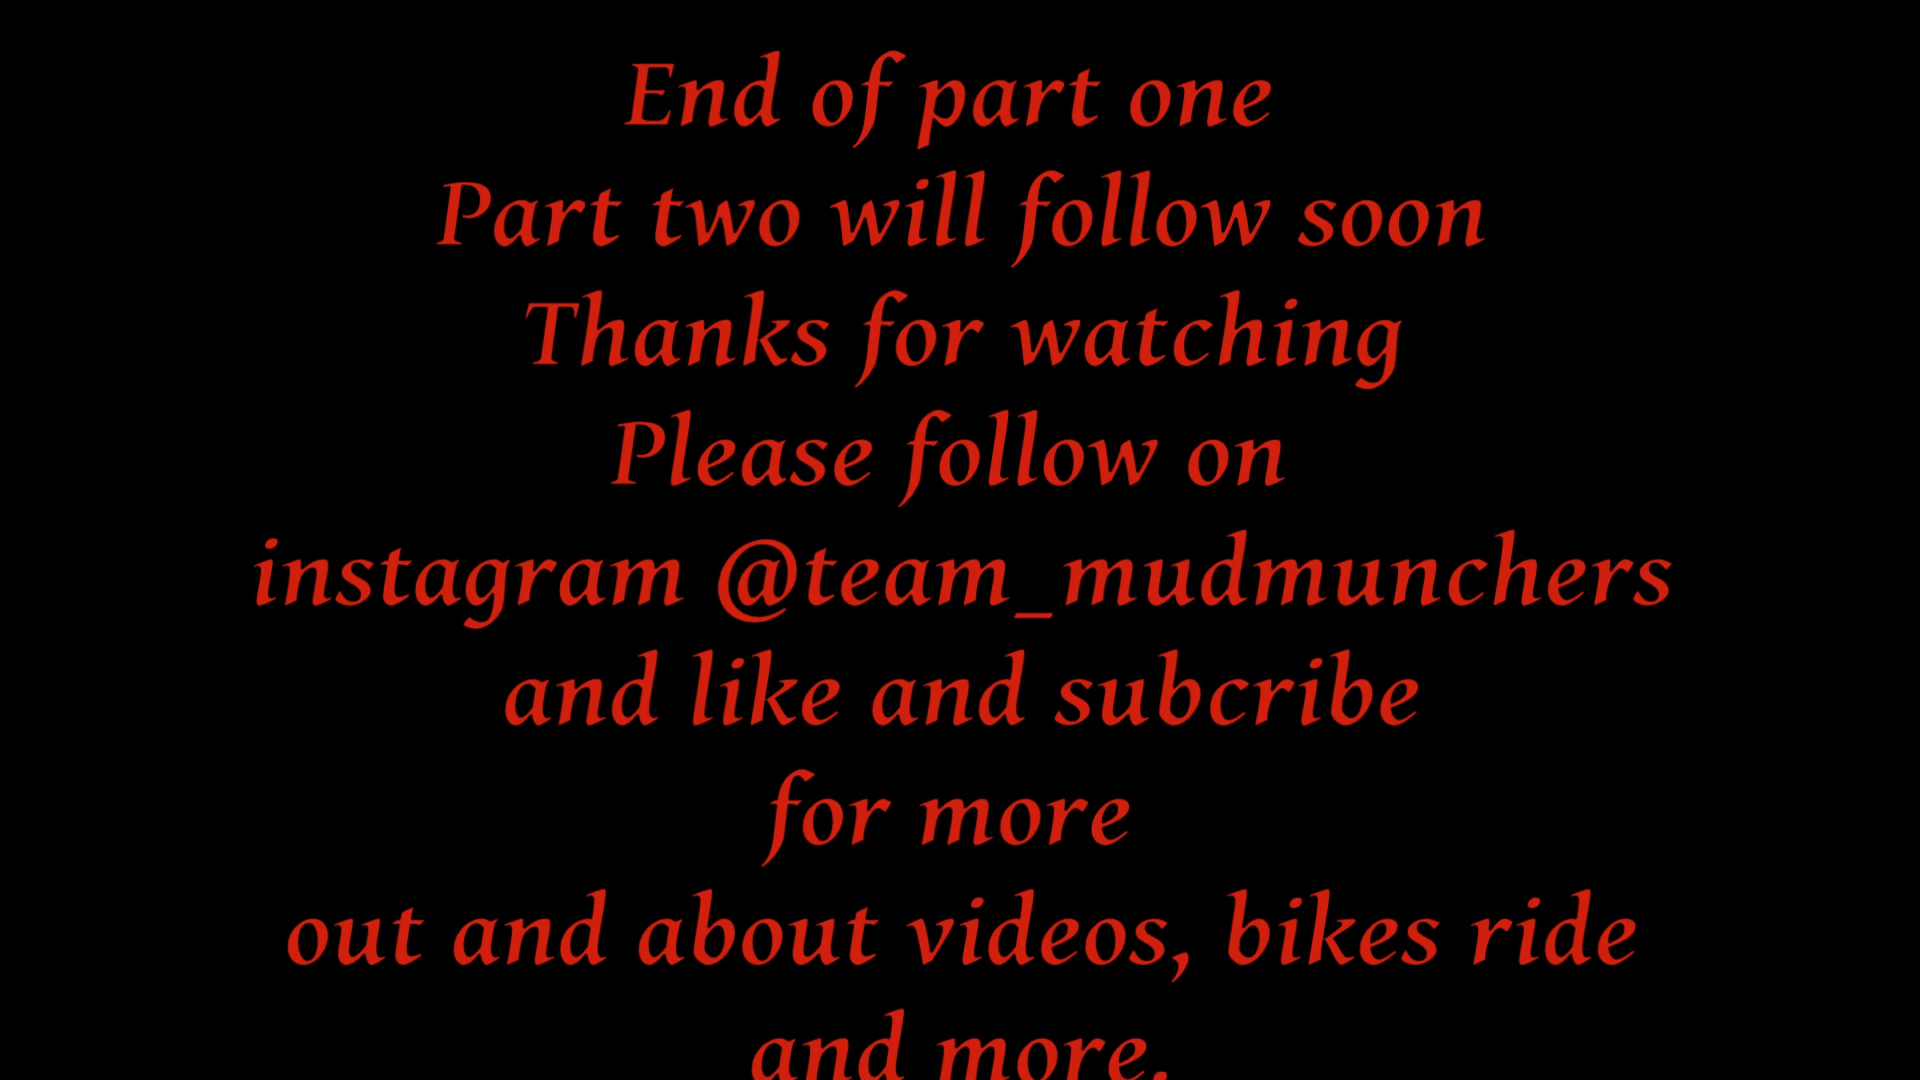 End of part one
Part two will follow soon
Thanks for watching
Please follow on
instagram @team_mudmunchers
and like and subcribe
for more
out and about videos, bikes ride
and more.